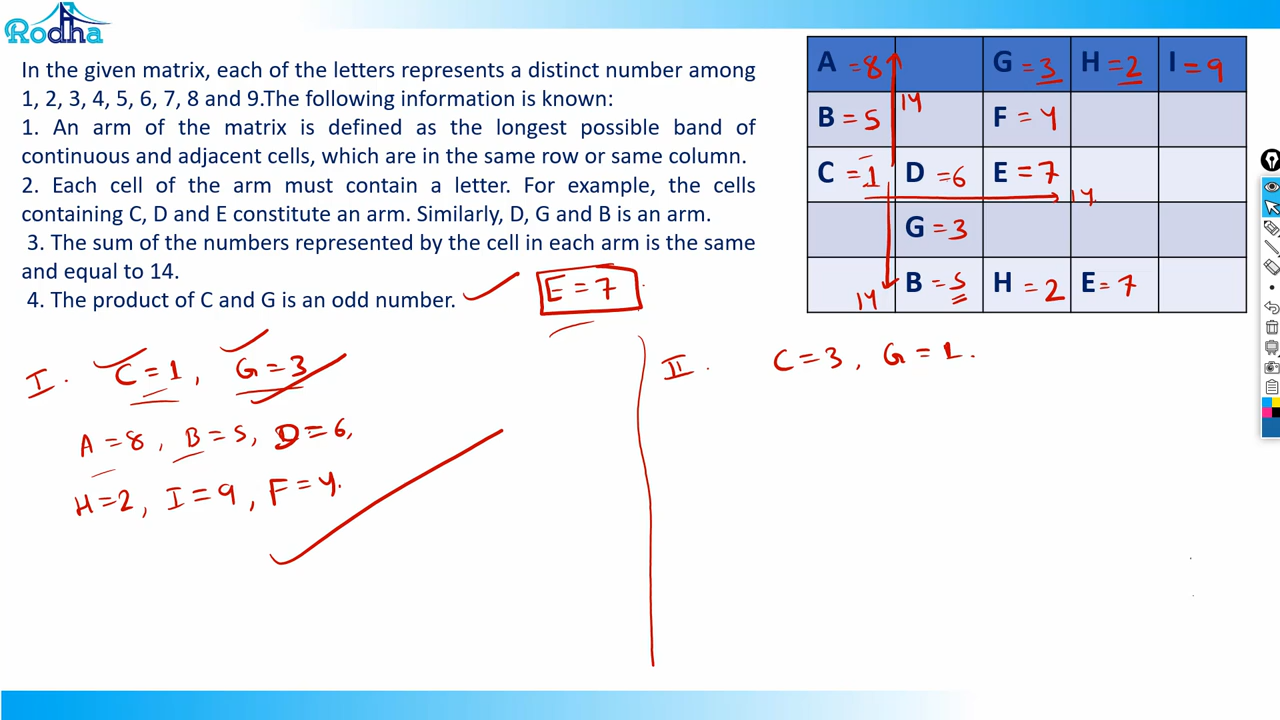 Rodha
In the given matrix, each of the letters represents a distinct number among
1, 2, 3, 4, 5, 6, 7, 8 and 9.The following information is known:
1. An arm of the matrix is defined as the longest possible band of
continuous and adjacent cells, which are in the same row or same column.
2. Each cell of the arm must contain a letter. For example, the cells
containing C, D and E constitute an arm. Similarly, D, G and B is an arm.
3. The sum of the numbers represented by the cell in each arm is the same
and equal to 14.
4. The product of C and G is an odd number.
E = 7
A = 8 G = 3 H = 2 I = 9
14
B = 5 F = 4
C = 1 D = 6 E = 7
14
G = 3
B = 5 H = 2 E = 7
14
I. C = 1, G = 3
A = 8, B = 5, D = 6,
H = 2, I = 9, F = 4.
II. C = 3, G = 1.